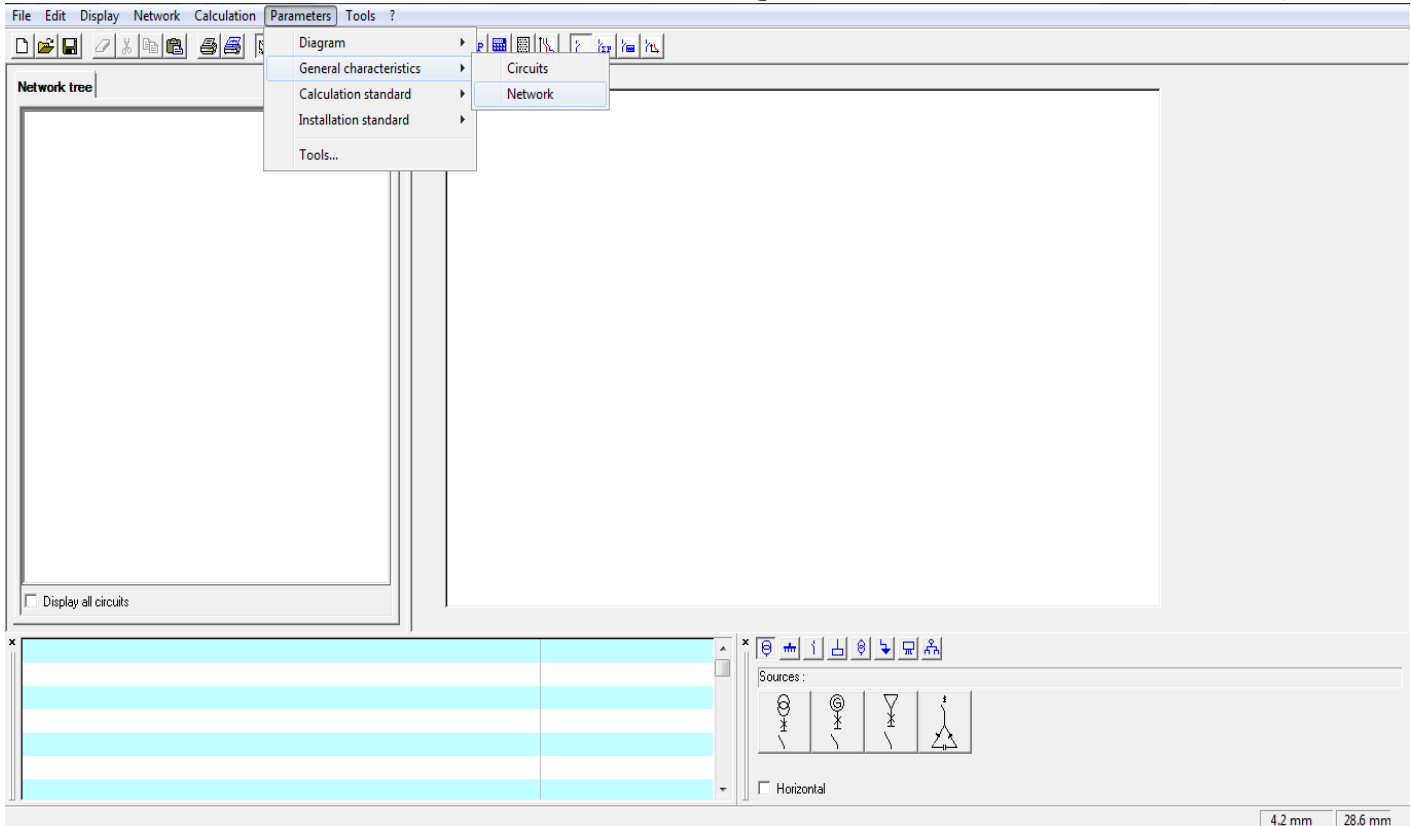 File Edit Display Network Calculation Parameters Tools ?
Diagram
General characteristics
Circuits
Network tree
Calculation standard
Network
Installation standard
Tools...
Display all circuits
Sources :
G
Horizontal
4.2 mm 28.6 mm